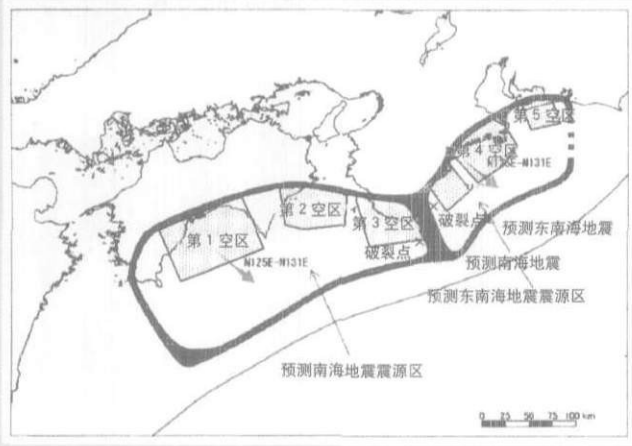 第5空区
第4空区
N125E-N131E
第1空区
第2空区
第3空区
破裂点
破裂点
N125E-N131E
预测东南海地震
预测南海地震
预测东南海地震震源区
预测南海地震震源区
0 25 50 75 100 km